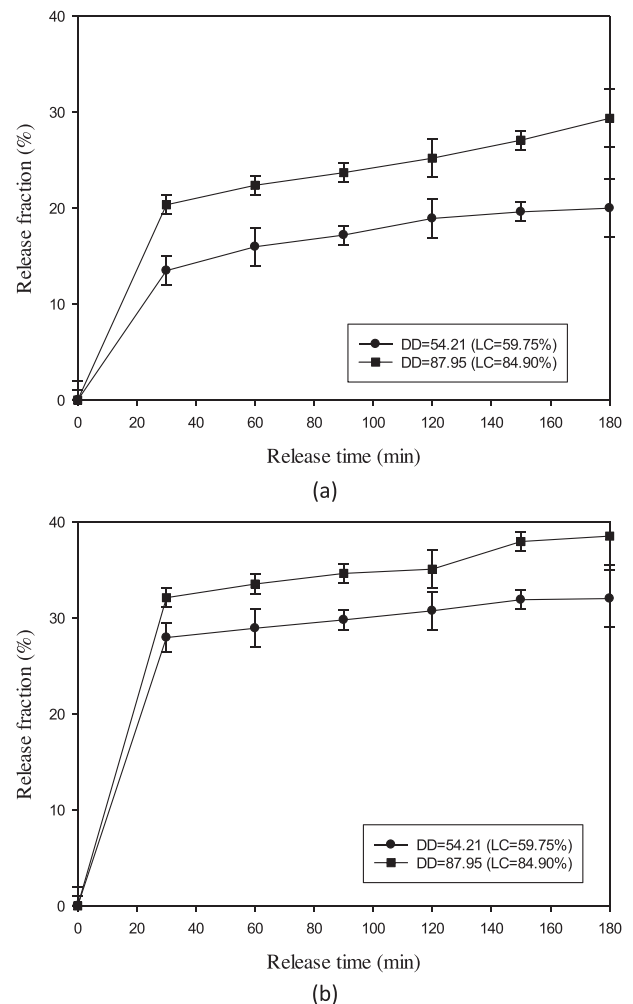 40
30
20
10
0
Release fraction (%)
DD=54.21 (LC=59.75%)
DD=87.95 (LC=84.90%)
0 20 40 60 80 100 120 140 160 180
Release time (min)
(a)
40
30
20
10
0
Release fraction (%)
DD=54.21 (LC=59.75%)
DD=87.95 (LC=84.90%)
0 20 40 60 80 100 120 140 160 180
Release time (min)
(b)